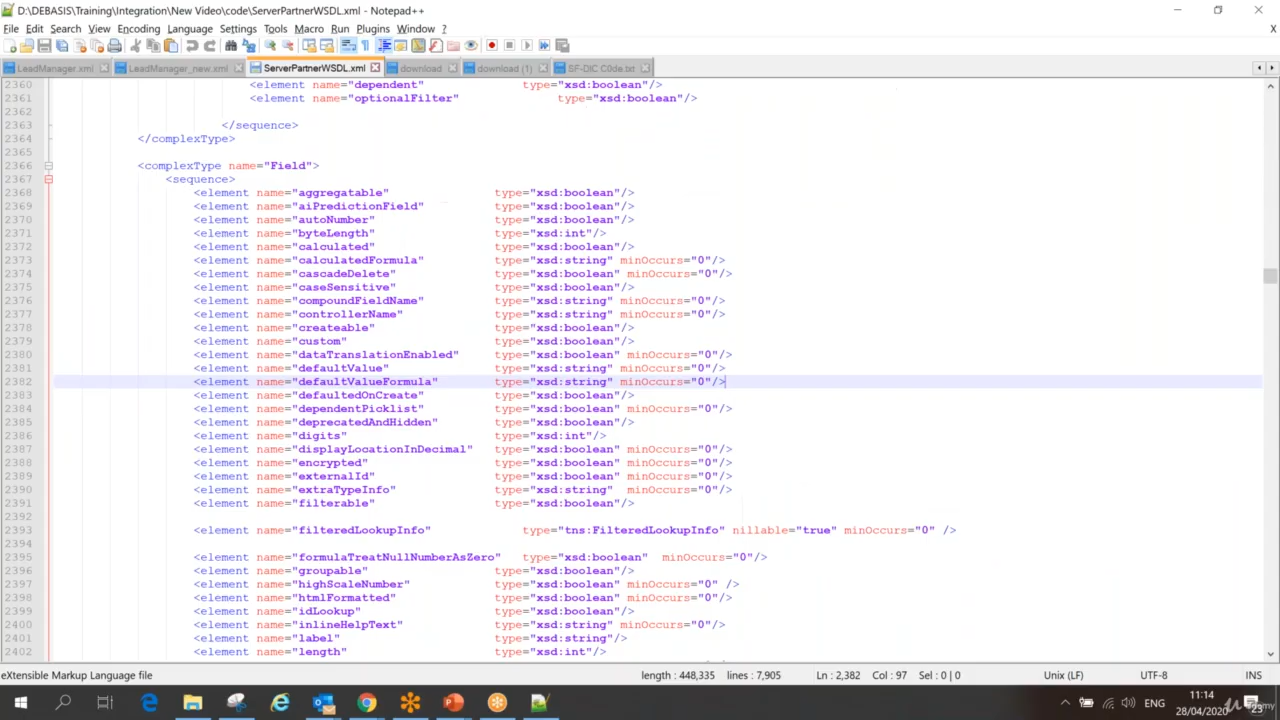 D:\DEBASIS\Training\Integration\New Video\code\ServerPartnerWSDL.xml - Notepad++
File Edit Search View Encoding Language Settings Tools Macro Run Plugins Window ? X
LeadManager.xml LeadManager_new.xml ServerPartnerWSDL.xml download download (1) SF-DIC C0de.txt
2360 <element name="dependent" type="xsd:boolean"/>
2361 <element name="optionalFilter" type="xsd:boolean"/>
2362
2363 </sequence>
2364 </complexType>
2365
2366 <complexType name="Field">
2367 <sequence>
2368 <element name="aggregatable" type="xsd:boolean"/>
2369 <element name="aiPredictionField" type="xsd:boolean"/>
2370 <element name="autoNumber" type="xsd:boolean"/>
2371 <element name="byteLength" type="xsd:int"/>
2372 <element name="calculated" type="xsd:boolean"/>
2373 <element name="calculatedFormula" type="xsd:string" minOccurs="0"/>
2374 <element name="cascadeDelete" type="xsd:boolean" minOccurs="0"/>
2375 <element name="caseSensitive" type="xsd:boolean"/>
2376 <element name="compoundFieldName" type="xsd:string" minOccurs="0"/>
2377 <element name="controllerName" type="xsd:string" minOccurs="0"/>
2378 <element name="createable" type="xsd:boolean"/>
2379 <element name="custom" type="xsd:boolean"/>
2380 <element name="dataTranslationEnabled" type="xsd:boolean" minOccurs="0"/>
2381 <element name="defaultValue" type="xsd:string" minOccurs="0"/>
2382 <element name="defaultValueFormula" type="xsd:string" minOccurs="0"/>
2383 <element name="defaultedOnCreate" type="xsd:boolean"/>
2384 <element name="dependentPicklist" type="xsd:boolean" minOccurs="0"/>
2385 <element name="deprecatedAndHidden" type="xsd:boolean"/>
2386 <element name="digits" type="xsd:int"/>
2387 <element name="displayLocationInDecimal" type="xsd:boolean" minOccurs="0"/>
2388 <element name="encrypted" type="xsd:boolean" minOccurs="0"/>
2389 <element name="externalId" type="xsd:boolean" minOccurs="0"/>
2390 <element name="extraTypeInfo" type="xsd:string" minOccurs="0"/>
2391 <element name="filterable" type="xsd:boolean"/>
2392
2393 <element name="filteredLookupInfo" type="tns:FilteredLookupInfo" nillable="true" minOccurs="0" />
2394
2395 <element name="formulaTreatNullNumberAsZero" type="xsd:boolean" minOccurs="0"/>
2396 <element name="groupable" type="xsd:boolean"/>
2397 <element name="highScaleNumber" type="xsd:boolean" minOccurs="0" />
2398 <element name="htmlFormatted" type="xsd:boolean" minOccurs="0"/>
2399 <element name="idLookup" type="xsd:boolean"/>
2400 <element name="inlineHelpText" type="xsd:string" minOccurs="0"/>
2401 <element name="label" type="xsd:string"/>
2402 <element name="length" type="xsd:int"/>
eXtensible Markup Language file length : 448,335 lines : 7,905 Ln : 2,382 Col : 97 Sel : 0 | 0 Unix (LF) UTF-8 INS
ENG 11:14
28/04/2020 23